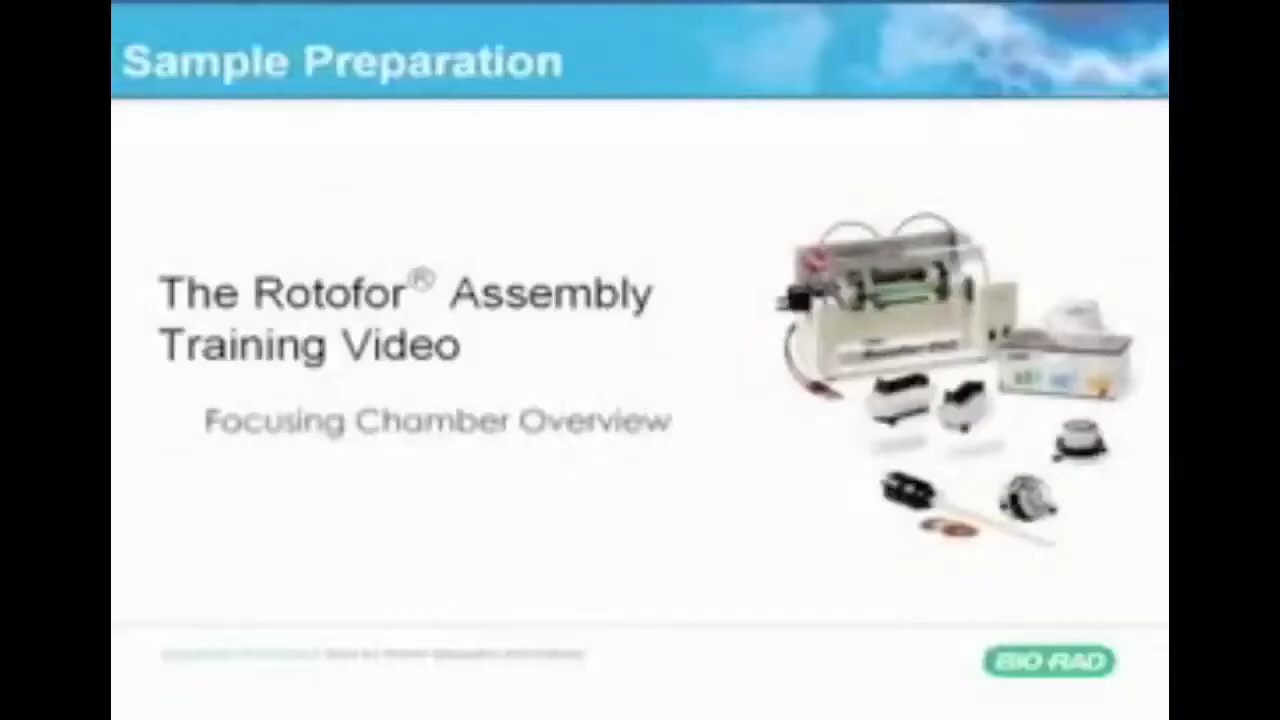 Sample Preparation
The Rotofor® Assembly
Training Video
Focusing Chamber Overview
BIO-RAD